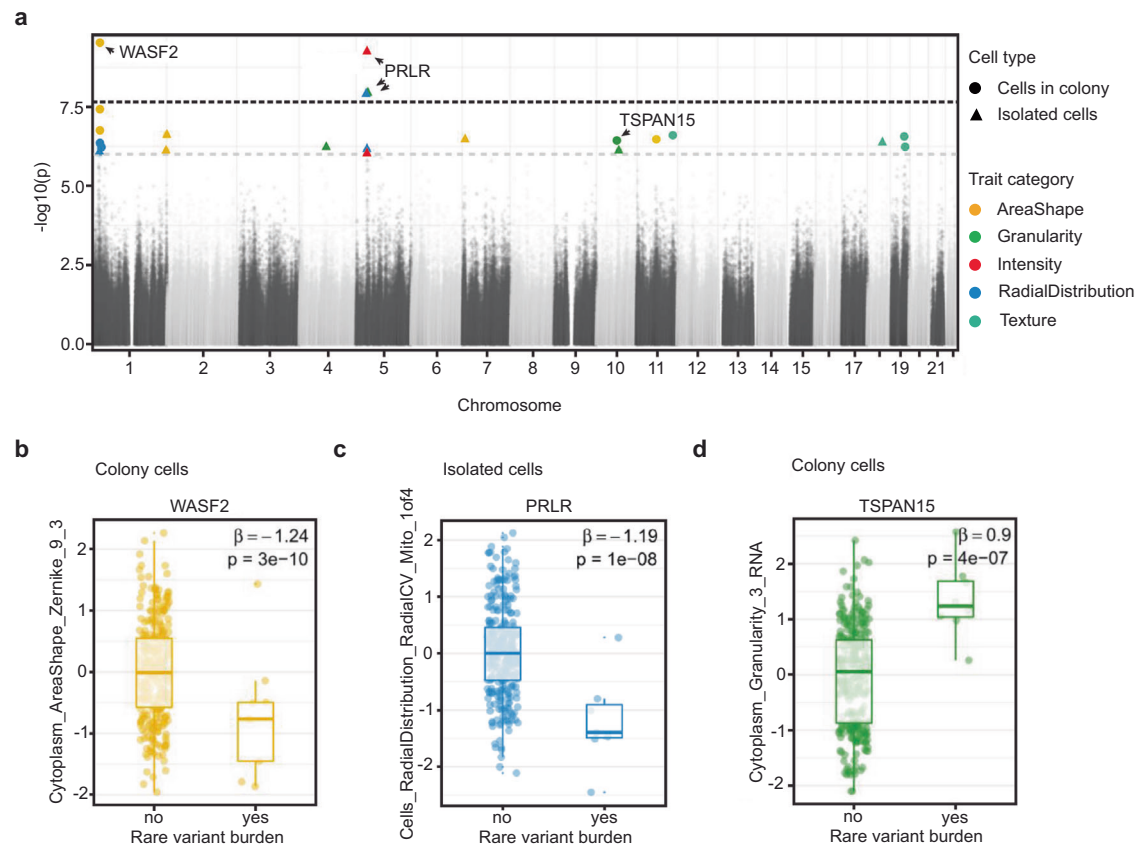 a
WASF2
PRLR
TSPAN15
-log10(p)
7.5
5.0
2.5
0.0
1 2 3 4 5 6 7 8 9 10 11 12 13 14 15 17 19 21
Chromosome
Cell type
Cells in colony
Isolated cells
Trait category
AreaShape
Granularity
Intensity
RadialDistribution
Texture
b
Colony cells
WASF2
β = −1.24
p = 3e−10
Cytoplasm_AreaShape_Zernike_9_3
2
1
0
-1
-2
no yes
Rare variant burden
c
Isolated cells
PRLR
β = −1.19
p = 1e−08
Cells_RadialDistribution_RadialCV_Mito_1of4
2
1
0
-1
-2
no yes
Rare variant burden
d
Colony cells
TSPAN15
β = 0.9
p = 4e−07
Cytoplasm_Granularity_3_RNA
2
1
0
-1
-2
no yes
Rare variant burden